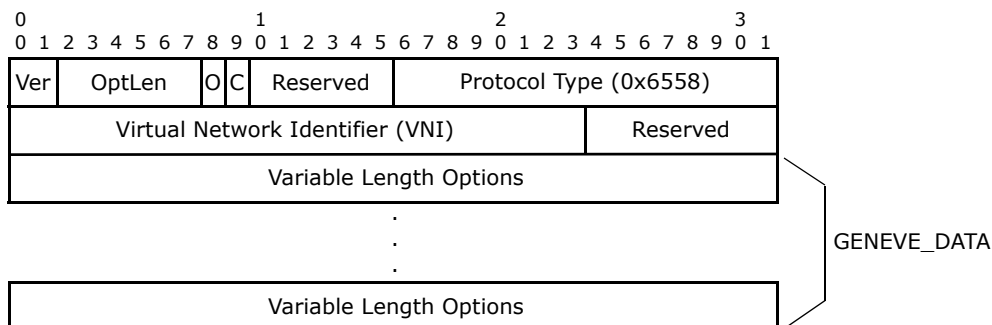 0 1 2 3
0 1 2 3 4 5 6 7 8 9 0 1 2 3 4 5 6 7 8 9 0 1 2 3 4 5 6 7 8 9 0 1
Ver OptLen O C Reserved Protocol Type (0x6558)
Virtual Network Identifier (VNI) Reserved
Variable Length Options
.
.
GENEVE_DATA
.
Variable Length Options